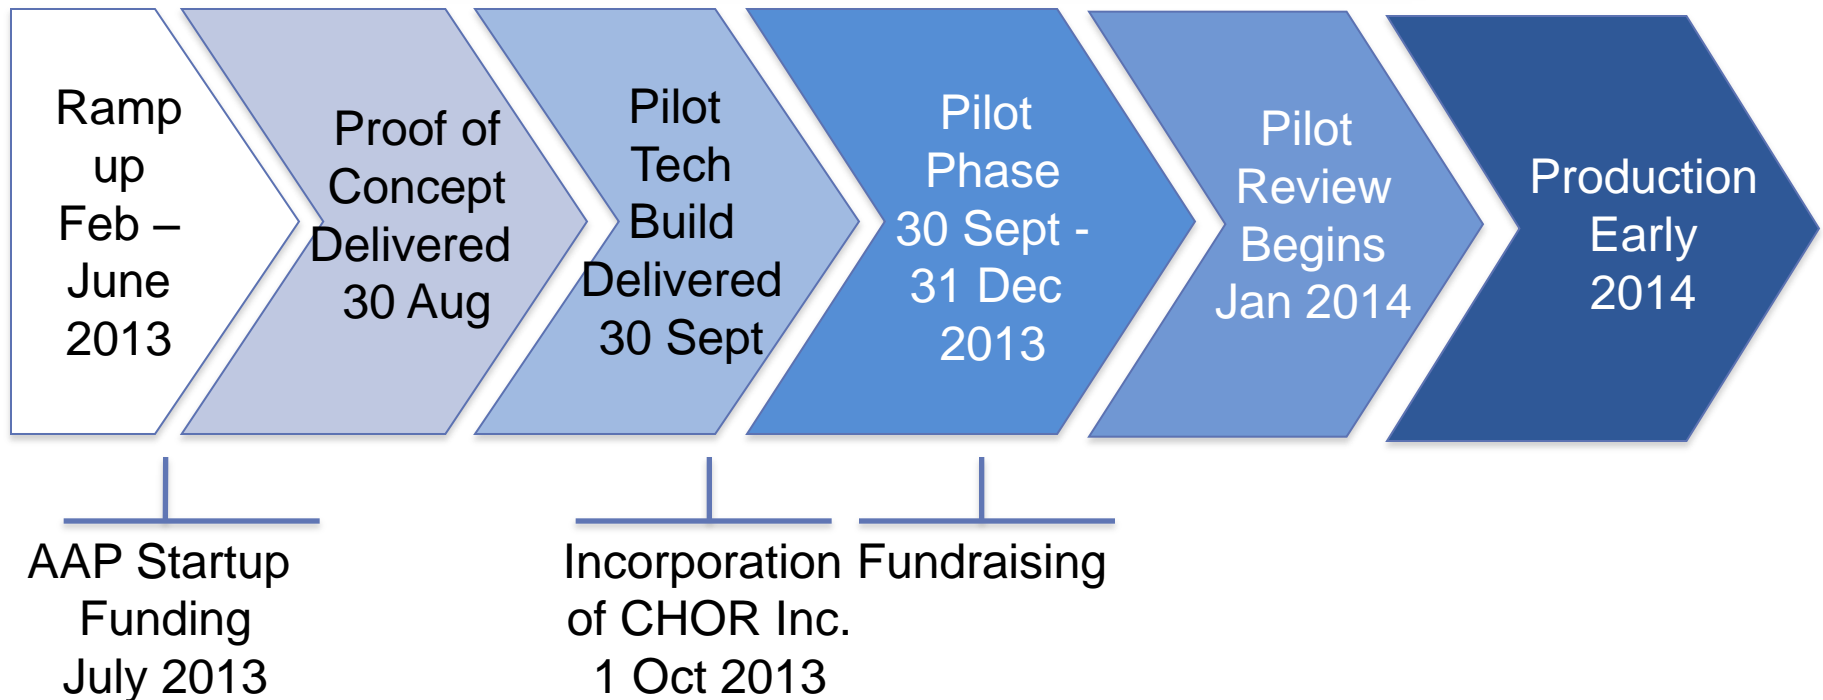 Ramp
up
Feb –
June
2013
Proof of
Concept
Delivered
30 Aug
Pilot
Tech
Build
Delivered
30 Sept
Pilot
Phase
30 Sept -
31 Dec
2013
Pilot
Review
Begins
Jan 2014
Production
Early
2014
AAP Startup
Funding
July 2013
Incorporation
of CHOR Inc.
1 Oct 2013
Fundraising